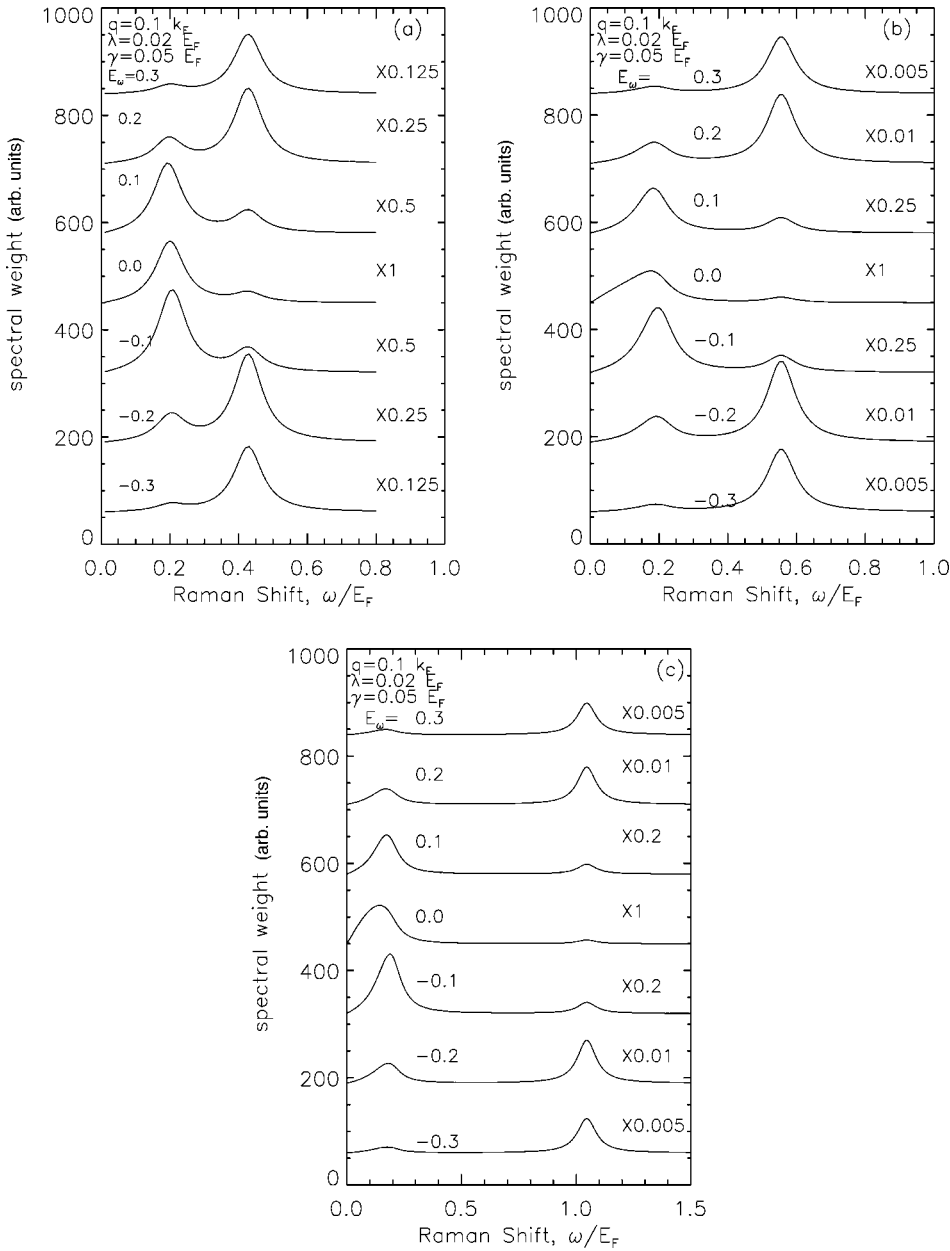 1000
q=0.1 k_F
λ=0.02 E_F
γ=0.05 E_F
(a)
E_ω=0.3
X0.125
800
0.2
X0.25
0.1
X0.5
600
0.0
X1
400
−0.1
X0.5
−0.2
X0.25
200
−0.3
X0.125
0
0.0 0.2 0.4 0.6 0.8 1.0
Raman Shift, ω/E_F
spectral weight (arb. units)
1000
q=0.1 k_F
λ=0.02 E_F
γ=0.05 E_F
(b)
E_ω= 0.3
X0.005
800
0.2
X0.01
0.1
X0.25
600
0.0
X1
400
−0.1
X0.25
−0.2
X0.01
200
−0.3
X0.005
0
0.0 0.2 0.4 0.6 0.8 1.0
Raman Shift, ω/E_F
spectral weight (arb. units)
1000
q=0.1 k_F
λ=0.02 E_F
γ=0.05 E_F
(c)
E_ω= 0.3
X0.005
800
0.2
X0.01
0.1
X0.2
600
0.0
X1
400
−0.1
X0.2
−0.2
X0.01
200
−0.3
X0.005
0
0.0 0.5 1.0 1.5
Raman Shift, ω/E_F
spectral weight (arb. units)